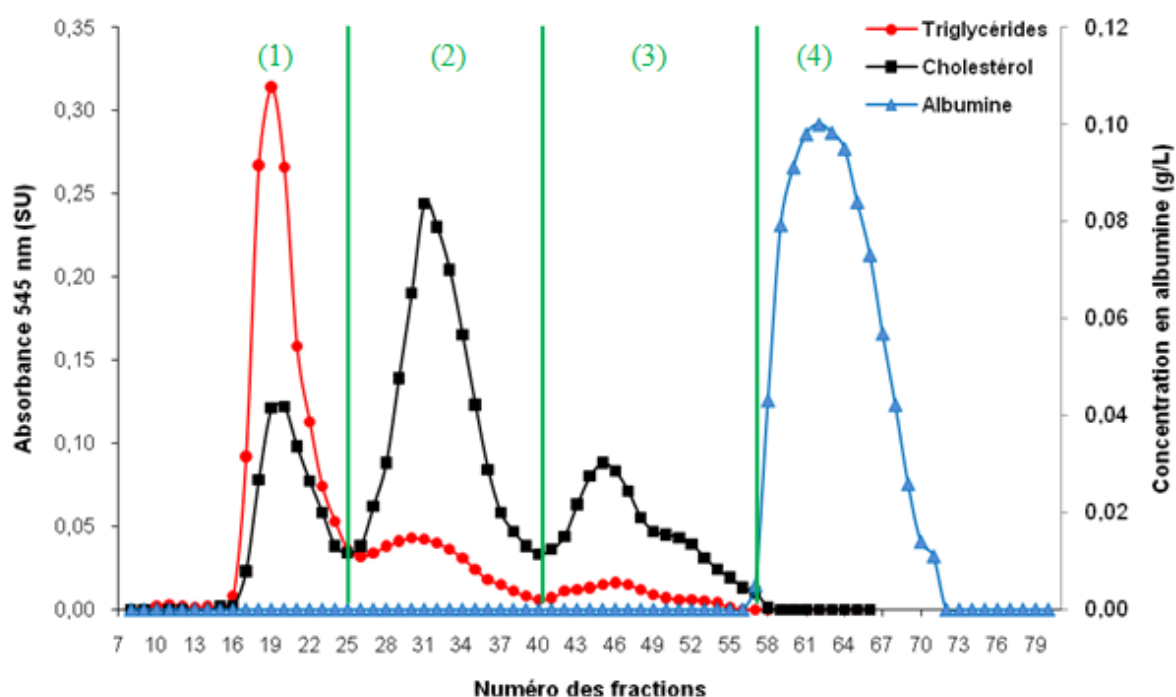 (1) (2) (3) (4)
Triglycérides
Cholestérol
Albumine
Absorbance 545 nm (SU)
0,35
0,30
0,25
0,20
0,15
0,10
0,05
0,00
Concentration en albumine (g/L)
0.12
0.10
0.08
0.06
0.04
0.02
0.00
7 10 13 16 19 22 25 28 31 34 37 40 43 46 49 52 55 58 61 64 67 70 73 76 79
Numéro des fractions